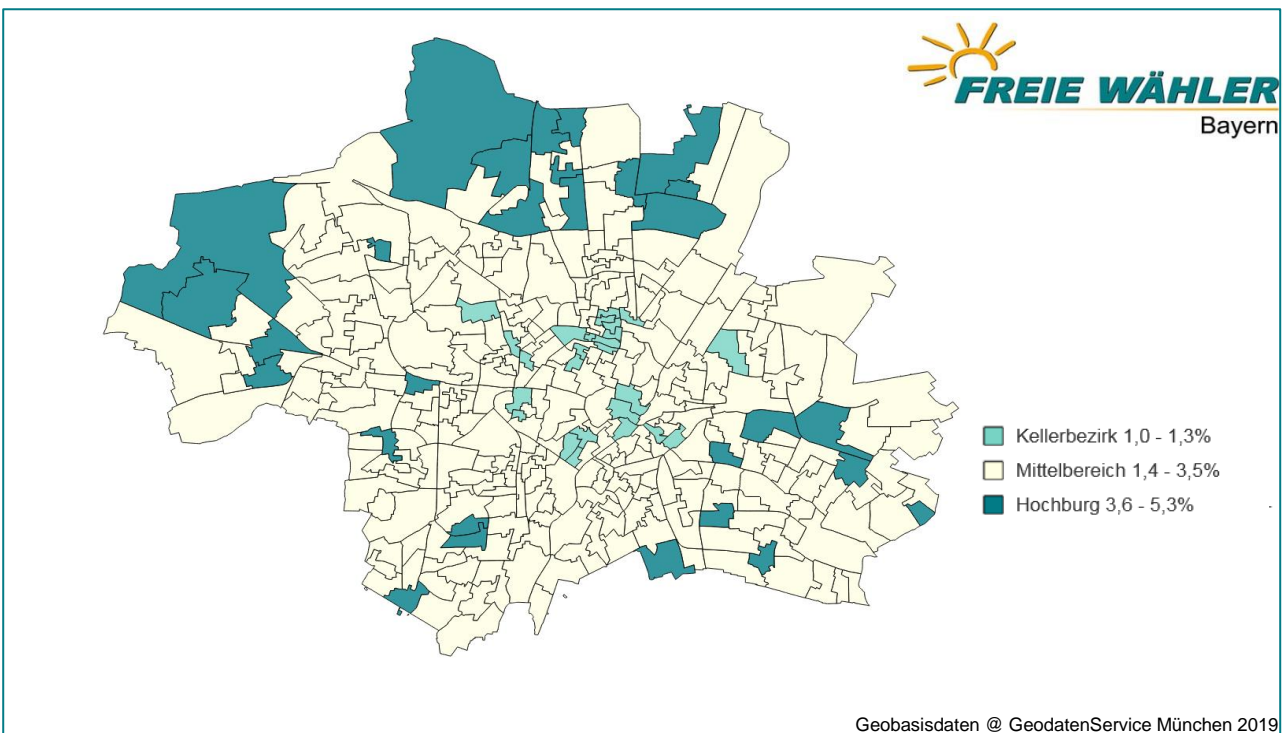 FREIE WÄHLER
Bayern
Kellerbezirk 1,0 - 1,3%
Mittelbereich 1,4 - 3,5%
Hochburg 3,6 - 5,3%
Geobasisdaten @ GeodatenService München 2019